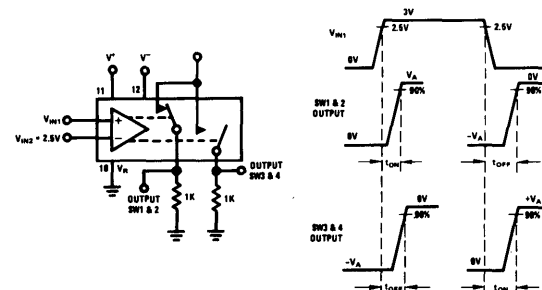 V+
V−
11
12
VIN1
VIN2 = 2.5V
+
−
10
VR
OUTPUT
SW1 & 2
1K
1K
OUTPUT
SW3 & 4
VIN1
3V
2.5V
2.5V
0V
SW1 & 2
OUTPUT
VA
90%
0V
tON
0V
90%
−VA
tOFF
SW3 & 4
OUTPUT
0V
90%
−VA
tOFF
+VA
90%
0V
tON